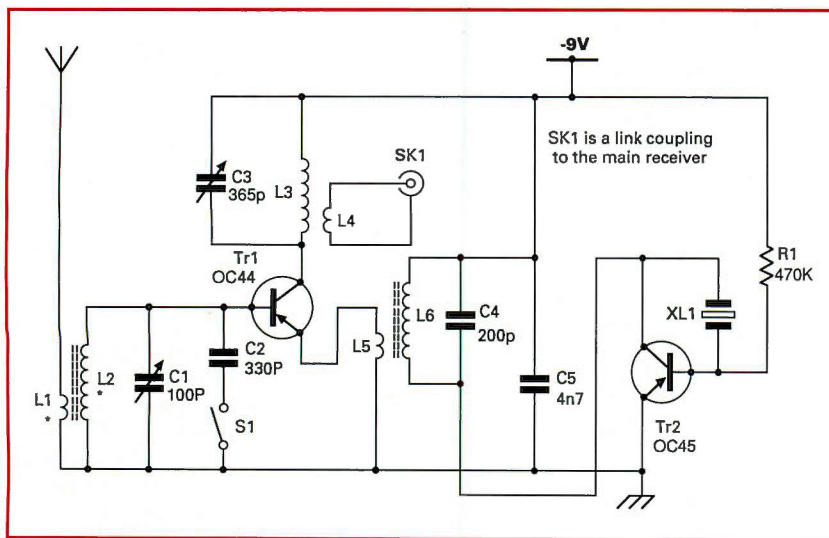 -9V
SK1 is a link coupling
to the main receiver
SK1
C3
365p
L3
L4
Tr1
OC44
R1
470K
XL1
L6
C4
200p
L5
C2
330P
L2
*
C1
100P
L1
*
S1
C5
4n7
Tr2
OC45